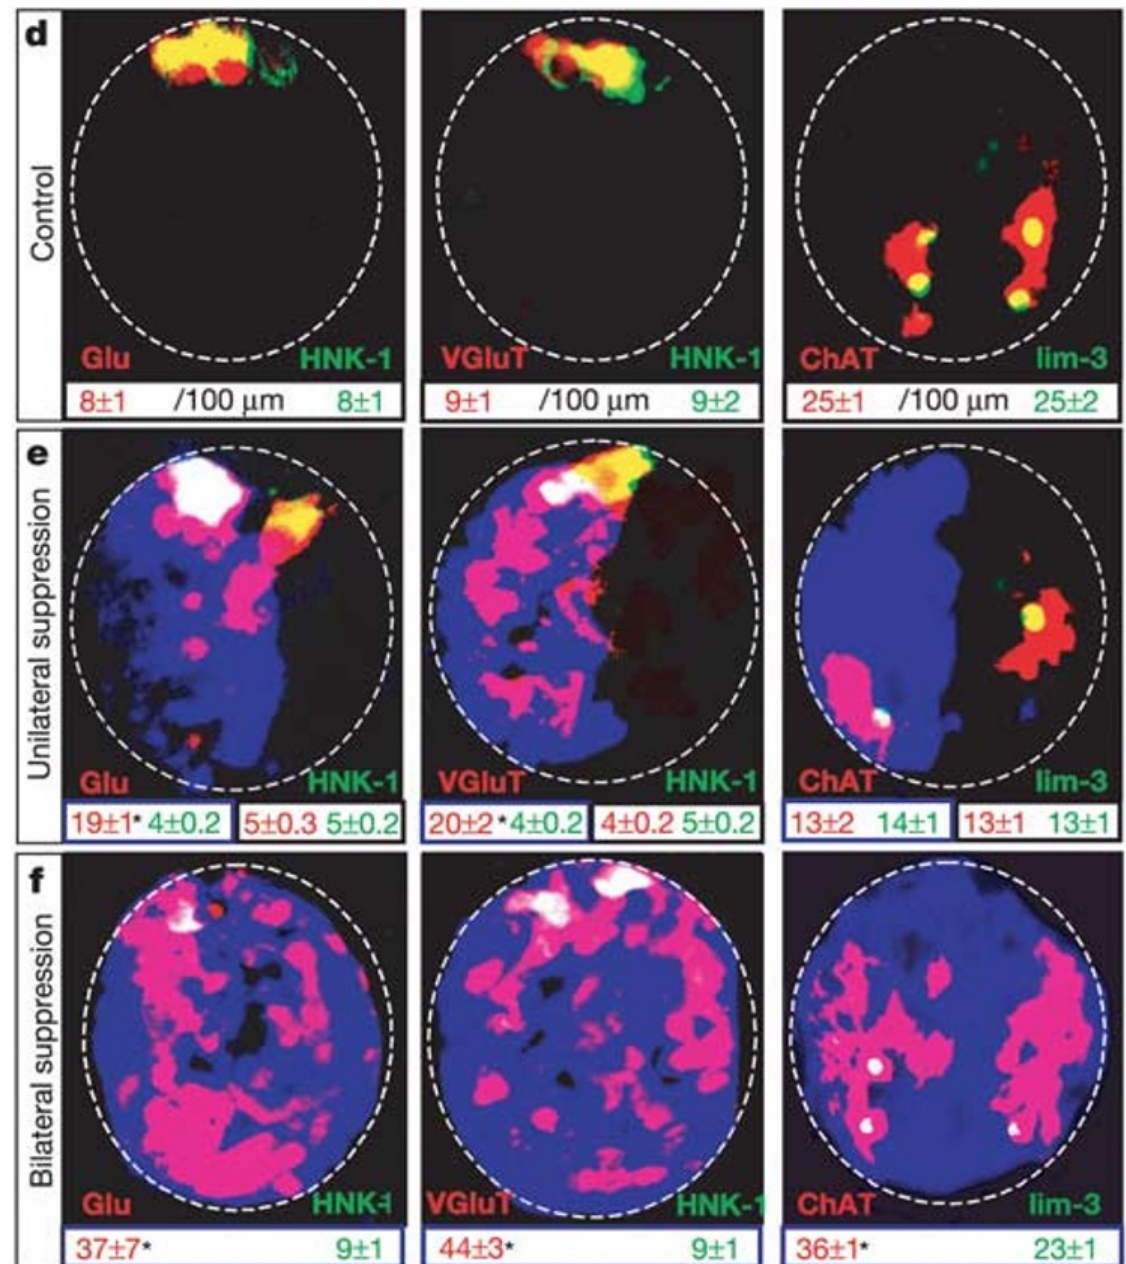 d
Control
Glu HNK-1
8±1 /100 µm 8±1
VGluT HNK-1
9±1 /100 µm 9±2
ChAT lim-3
25±1 /100 µm 25±2
e
Unilateral suppression
Glu HNK-1
19±1* 4±0.2 5±0.3 5±0.2
VGluT HNK-1
20±2* 4±0.2 4±0.2 5±0.2
ChAT lim-3
13±2 14±1 13±1 13±1
f
Bilateral suppression
Glu HNK-1
37±7* 9±1
VGluT HNK-1
44±3* 9±1
ChAT lim-3
36±1* 23±1